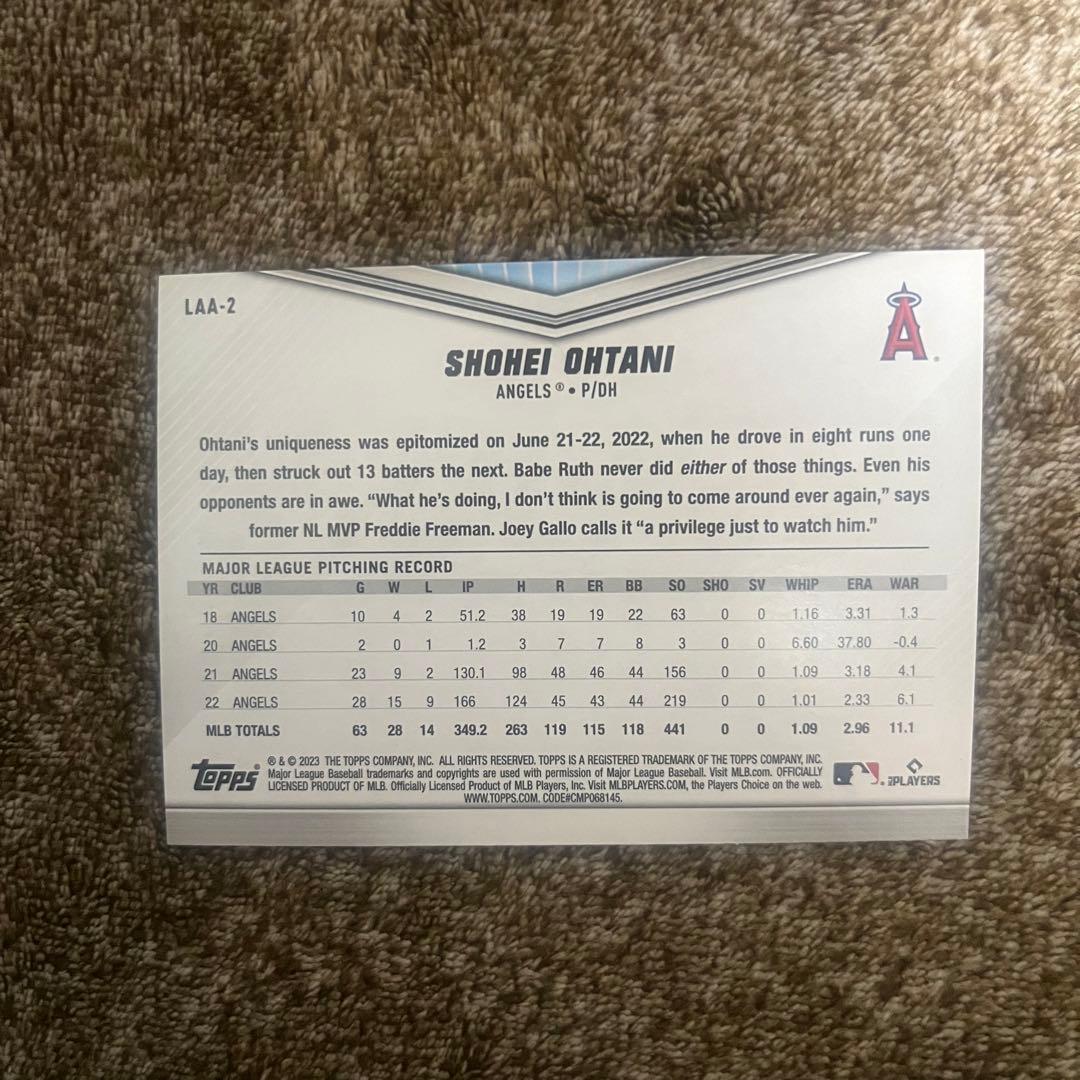 LAA-2
A
SHOHEI OHTANI
ANGELS® • P/DH
Ohtani's uniqueness was epitomized on June 21-22, 2022, when he drove in eight runs one
day, then struck out 13 batters the next. Babe Ruth never did either of those things. Even his
opponents are in awe. “What he's doing, I don't think is going to come around ever again,” says
former NL MVP Freddie Freeman. Joey Gallo calls it “a privilege just to watch him.”
MAJOR LEAGUE PITCHING RECORD
YR CLUB G W L IP H R ER BB SO SHO SV WHIP ERA WAR
18 ANGELS 10 4 2 51.2 38 19 19 22 63 0 0 1.16 3.31 1.3
20 ANGELS 2 0 1 1.2 3 7 7 8 3 0 0 6.60 37.80 -0.4
21 ANGELS 23 9 2 130.1 98 48 46 44 156 0 0 1.09 3.18 4.1
22 ANGELS 28 15 9 166 124 45 43 44 219 0 0 1.01 2.33 6.1
MLB TOTALS 63 28 14 349.2 263 119 115 118 441 0 0 1.09 2.96 11.1
Topps
® & © 2023 THE TOPPS COMPANY, INC. ALL RIGHTS RESERVED. TOPPS IS A REGISTERED TRADEMARK OF THE TOPPS COMPANY, INC.
Major League Baseball trademarks and copyrights are used with permission of Major League Baseball. Visit MLB.com. OFFICIALLY
LICENSED PRODUCT OF MLB. Officially Licensed Product of MLB Players, Inc. Visit MLBPLAYERS.COM, the Players Choice on the web.
WWW.TOPPS.COM. CODE#CMP068145.
PLAYERS